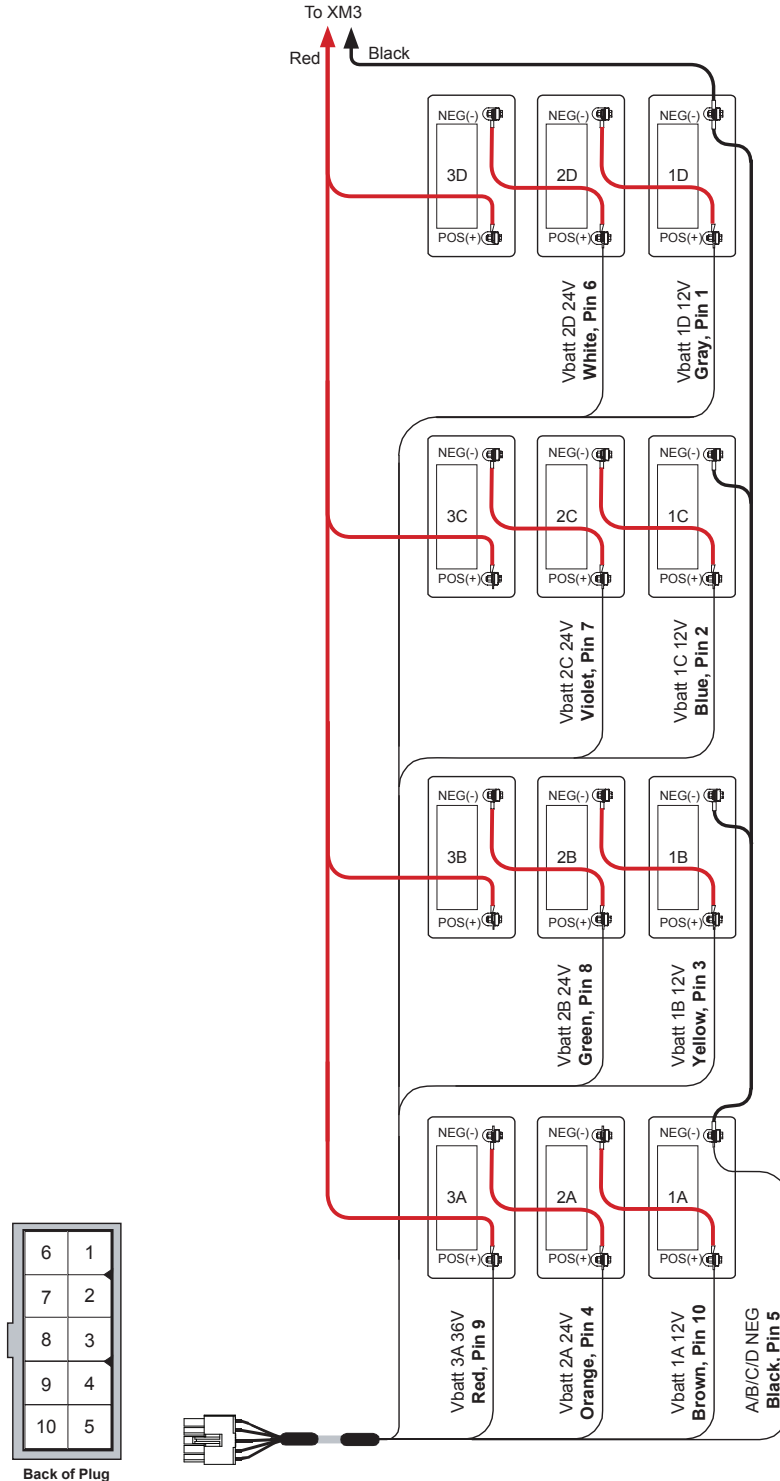 To XM3
Red
Black
NEG(-)
NEG(-)
NEG(-)
3D
2D
1D
POS(+)
POS(+)
POS(+)
Vbatt 2D 24V
White, Pin 6
Vbatt 1D 12V
Gray, Pin 1
NEG(-)
NEG(-)
NEG(-)
3C
2C
1C
POS(+)
POS(+)
POS(+)
Vbatt 2C 24V
Violet, Pin 7
Vbatt 1C 12V
Blue, Pin 2
NEG(-)
NEG(-)
NEG(-)
3B
2B
1B
POS(+)
POS(+)
POS(+)
Vbatt 2B 24V
Green, Pin 8
Vbatt 1B 12V
Yellow, Pin 3
NEG(-)
NEG(-)
NEG(-)
3A
2A
1A
POS(+)
POS(+)
POS(+)
Vbatt 3A 36V
Red, Pin 9
Vbatt 2A 24V
Orange, Pin 4
Vbatt 1A 12V
Brown, Pin 10
A/B/C/D NEG
Black. Pin 5
6 1
7 2
8 3
9 4
10 5
Back of Plug